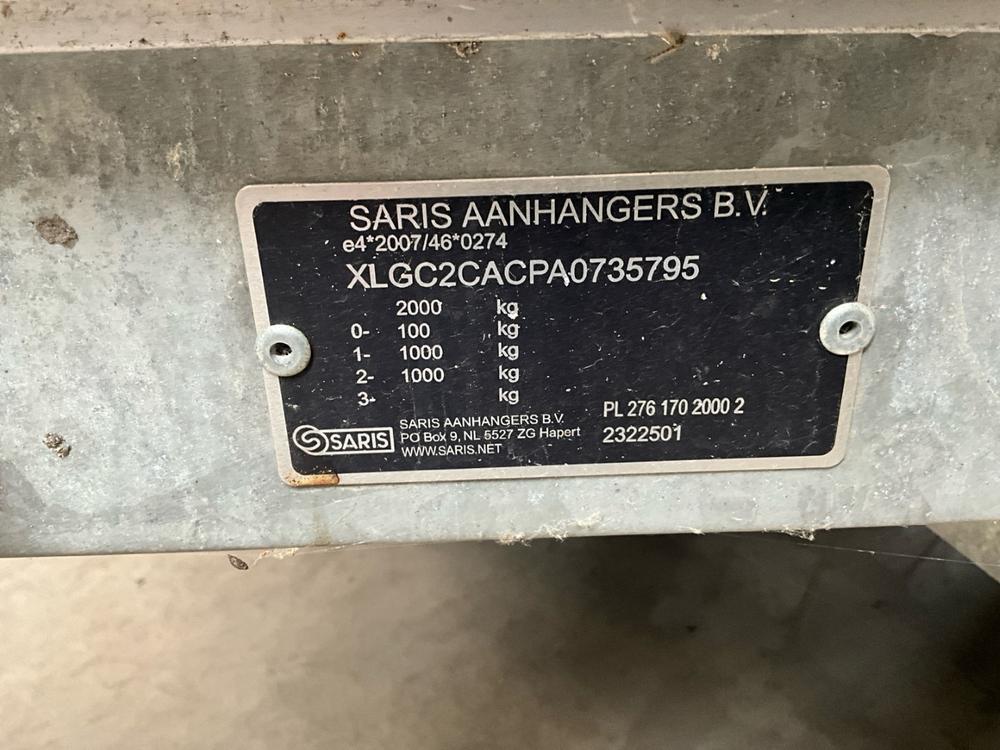 SARIS AANHANGERS B.V.
e4*2007/46*0274
XLGC2CACPA0735795
2000 kg
0- 100 kg
1- 1000 kg
2- 1000 kg
3- kg
SARIS
SARIS AANHANGERS B.V.
PO Box 9, NL 5527 ZG Hapert
WWW.SARIS.NET
PL 276 170 2000 2
2322501